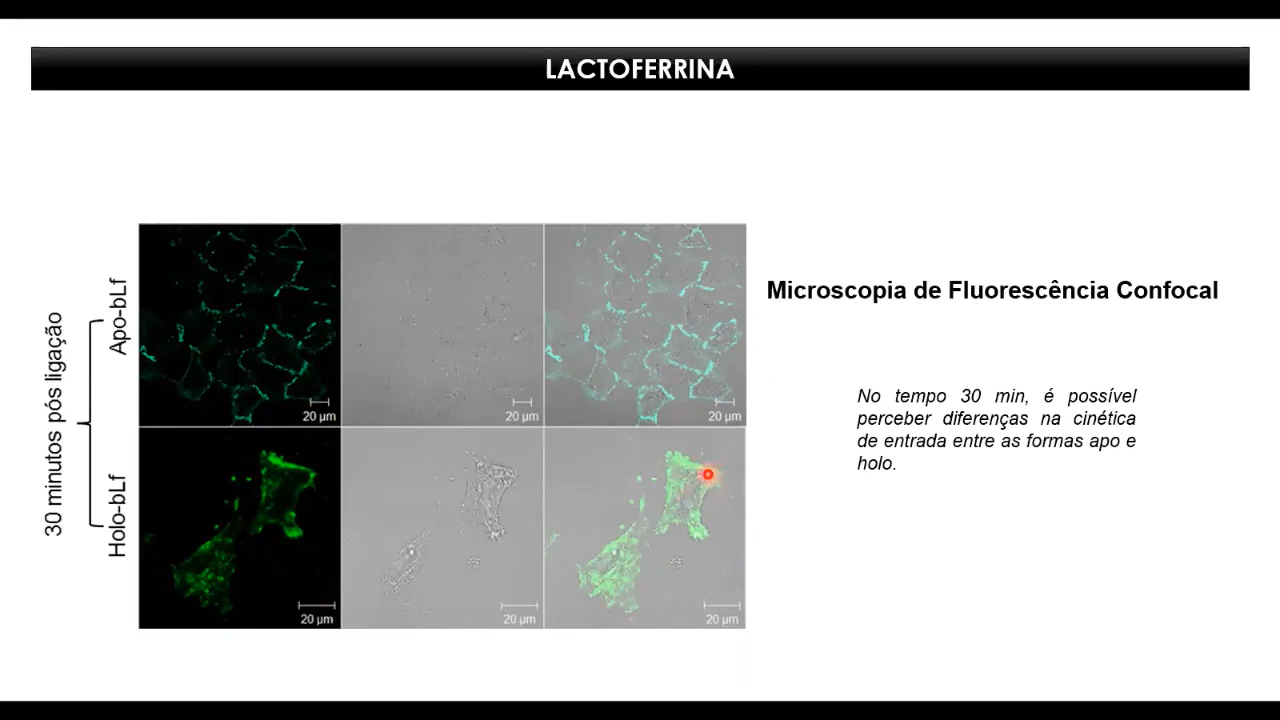 LACTOFERRINA
30 minutos pós ligação
Apo-bLf
Holo-bLf
20 µm
20 µm
20 µm
20 µm
20 µm
20 µm
Microscopia de Fluorescência Confocal
No tempo 30 min, é possível
perceber diferenças na cinética
de entrada entre as formas apo e
holo.